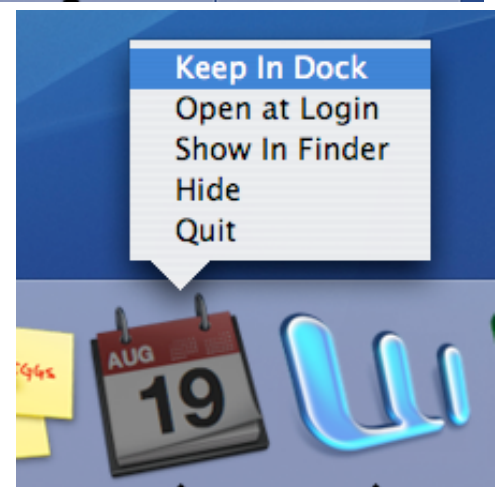 Keep In Dock
Open at Login
Show In Finder
Hide
Quit
AUG
19